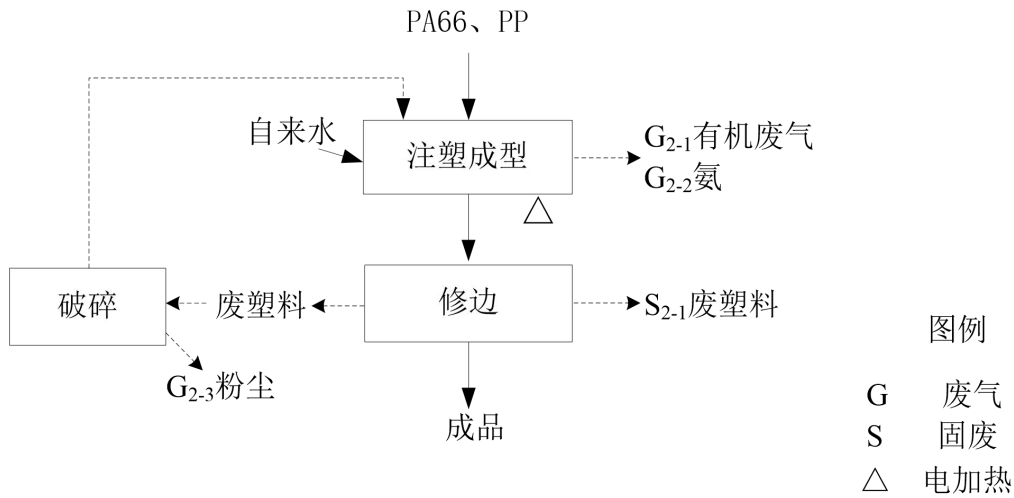 PA66、PP
自来水
注塑成型
G2-1有机废气
G2-2氨
△
破碎
废塑料
修边
S2-1废塑料
G2-3粉尘
成品
图例
G 废气
S 固废
△ 电加热